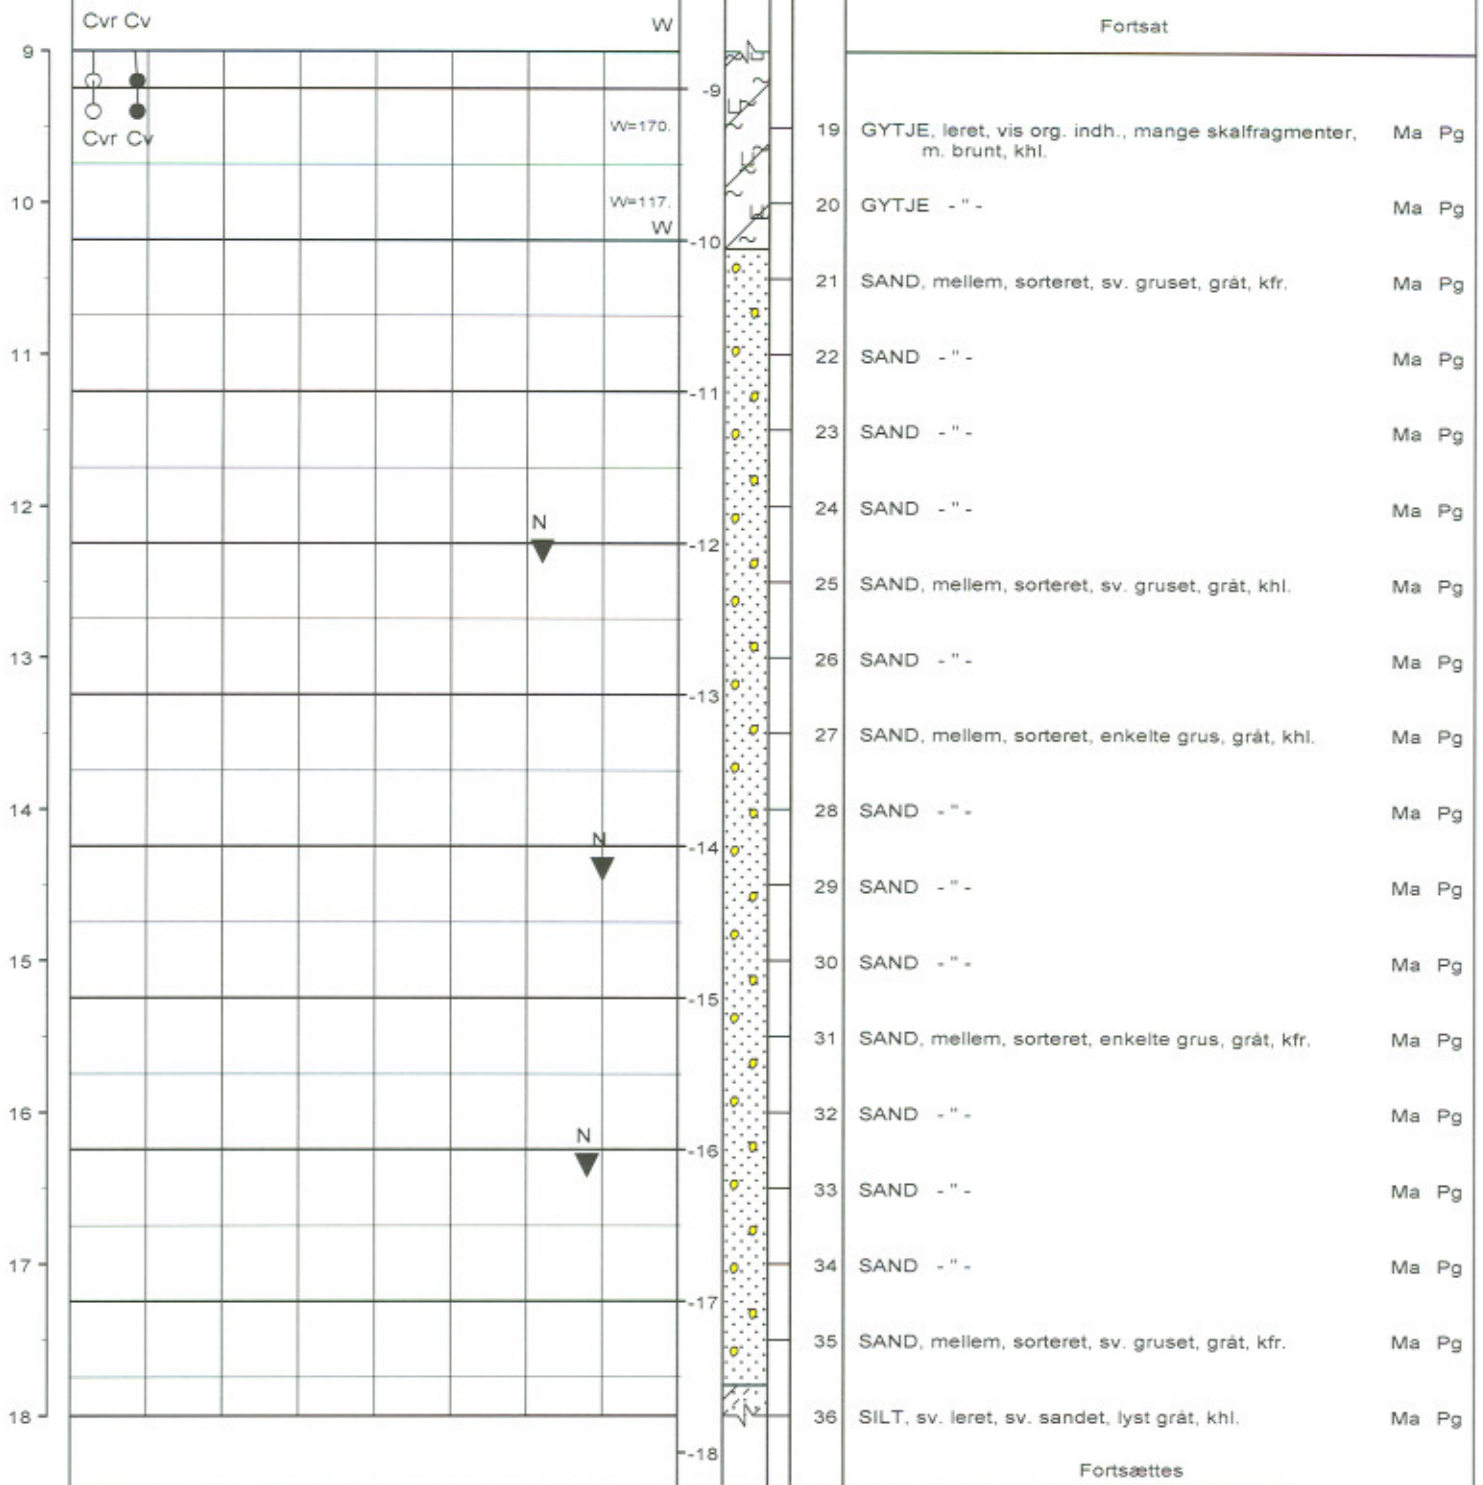 Cvr Cv W Fortsat
9
-9
Cvr Cv W=170. 19 GYTJE, leret, vis org. indh., mange skalfragmenter, Ma Pg
m. brunt, khl.
10 W=117. 20 GYTJE - " - Ma Pg
W -10
21 SAND, mellem, sorteret, sv. gruset, gråt, kfr. Ma Pg
11 22 SAND - " - Ma Pg
-11
23 SAND - " - Ma Pg
12 24 SAND - " - Ma Pg
N
-12
25 SAND, mellem, sorteret, sv. gruset, gråt, khl. Ma Pg
13 26 SAND - " - Ma Pg
-13
27 SAND, mellem, sorteret, enkelte grus, gråt, khl. Ma Pg
14 28 SAND - " - Ma Pg
N
-14
29 SAND - " - Ma Pg
15 30 SAND - " - Ma Pg
-15
31 SAND, mellem, sorteret, enkelte grus, gråt, kfr. Ma Pg
16 32 SAND - " - Ma Pg
N
-16
33 SAND - " - Ma Pg
17 34 SAND - " - Ma Pg
-17
35 SAND, mellem, sorteret, sv. gruset, gråt, kfr. Ma Pg
18 36 SILT, sv. leret, sv. sandet, lyst gråt, khl. Ma Pg
-18
Fortsættes